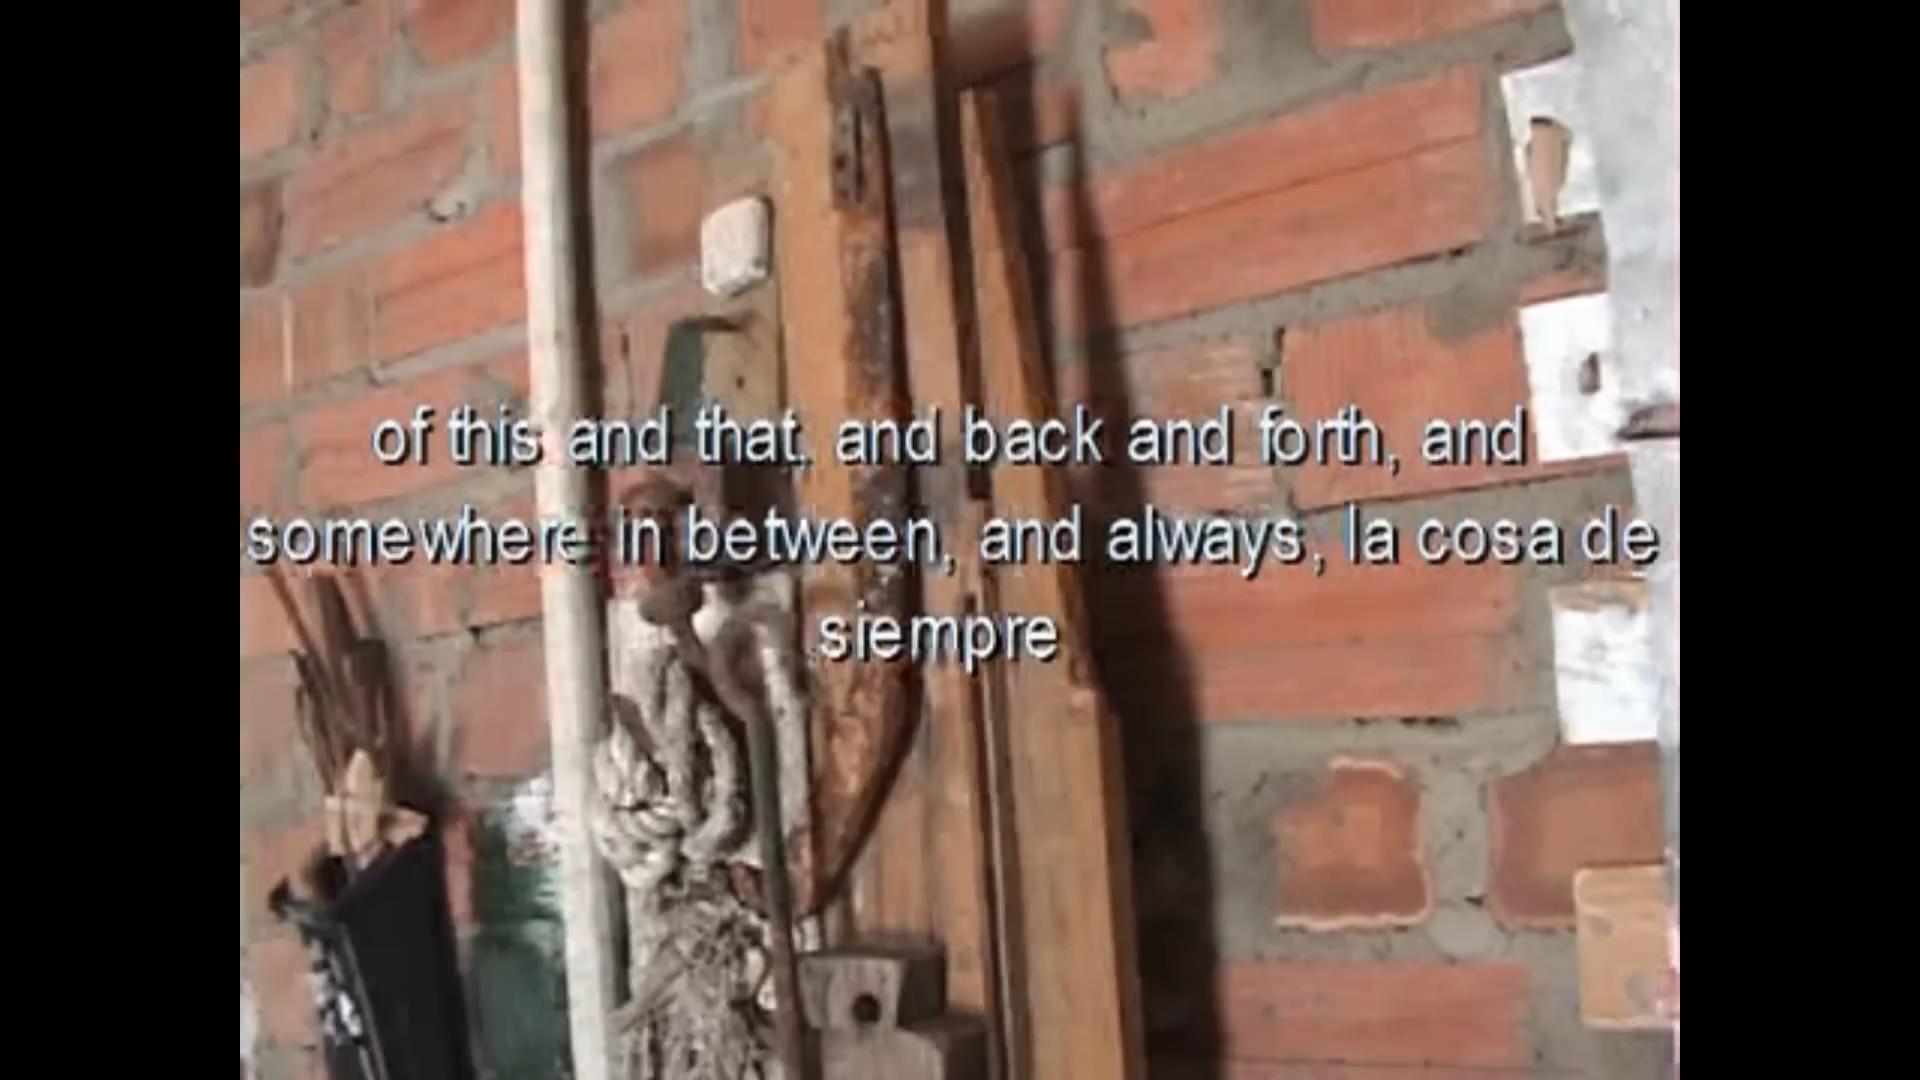 of this and that, and back and forth, and
somewhere in between, and always, la cosa de
siempre